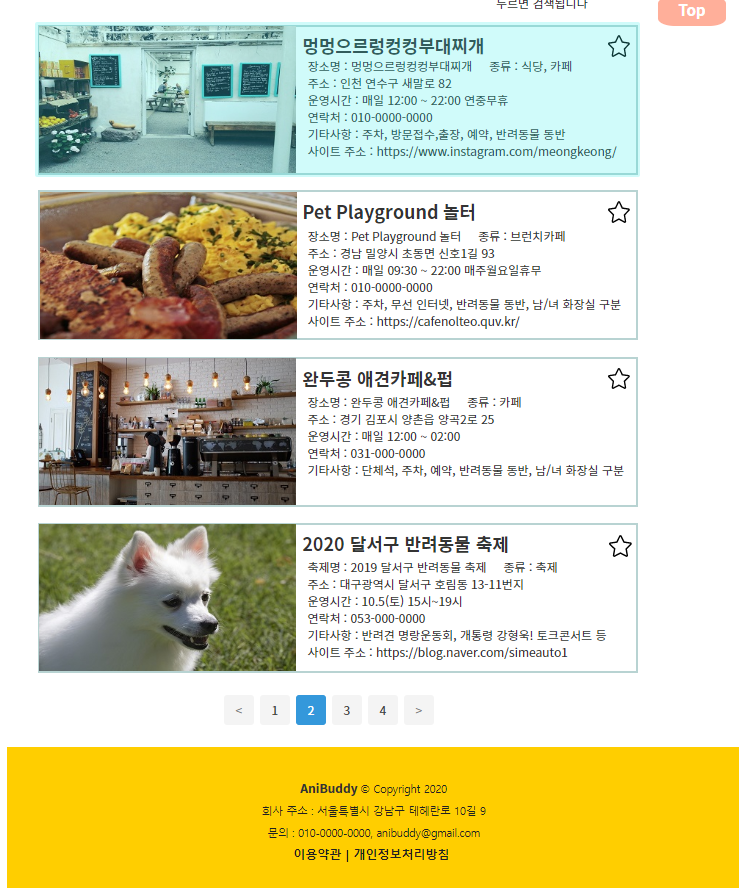 누르면 검색됩니다
Top
멍멍으르렁컹컹부대찌개
장소명 : 멍멍으르렁컹컹부대찌개 종류 : 식당, 카페
주소 : 인천 연수구 새말로 82
운영시간 : 매일 12:00 ~ 22:00 연중무휴
연락처 : 010-0000-0000
기타사항 : 주차, 방문접수,출장, 예약, 반려동물 동반
사이트 주소 : https://www.instagram.com/meongkeong/
Pet Playground 놀터
장소명 : Pet Playground 놀터 종류 : 브런치카페
주소 : 경남 밀양시 초동면 신호1길 93
운영시간 : 매일 09:30 ~ 22:00 매주월요일휴무
연락처 : 010-0000-0000
기타사항 : 주차, 무선 인터넷, 반려동물 동반, 남/녀 화장실 구분
사이트 주소 : https://cafenolteo.quv.kr/
완두콩 애견카페&펍
장소명 : 완두콩 애견카페&펍 종류 : 카페
주소 : 경기 김포시 양촌읍 양곡2로 25
운영시간 : 매일 12:00 ~ 02:00
연락처 : 031-000-0000
기타사항 : 단체석, 주차, 예약, 반려동물 동반, 남/녀 화장실 구분
2020 달서구 반려동물 축제
축제명 : 2019 달서구 반려동물 축제 종류 : 축제
주소 : 대구광역시 달서구 호림동 13-11번지
운영시간 : 10.5(토) 15시~19시
연락처 : 053-000-0000
기타사항 : 반려견 명랑운동회, 개통령 강형욱! 토크콘서트 등
사이트 주소 : https://blog.naver.com/simeauto1
< 1 2 3 4 >
AniBuddy © Copyright 2020
회사 주소 : 서울특별시 강남구 테헤란로 10길 9
문의 : 010-0000-0000, anibuddy@gmail.com
이용약관 | 개인정보처리방침